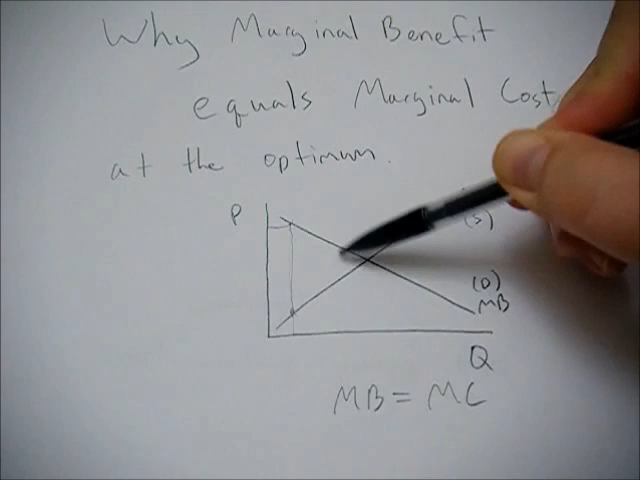 Why Marginal Benefit
equals Marginal Cost
at the optimum.
P
(S)
(D)
MB
Q
MB = MC